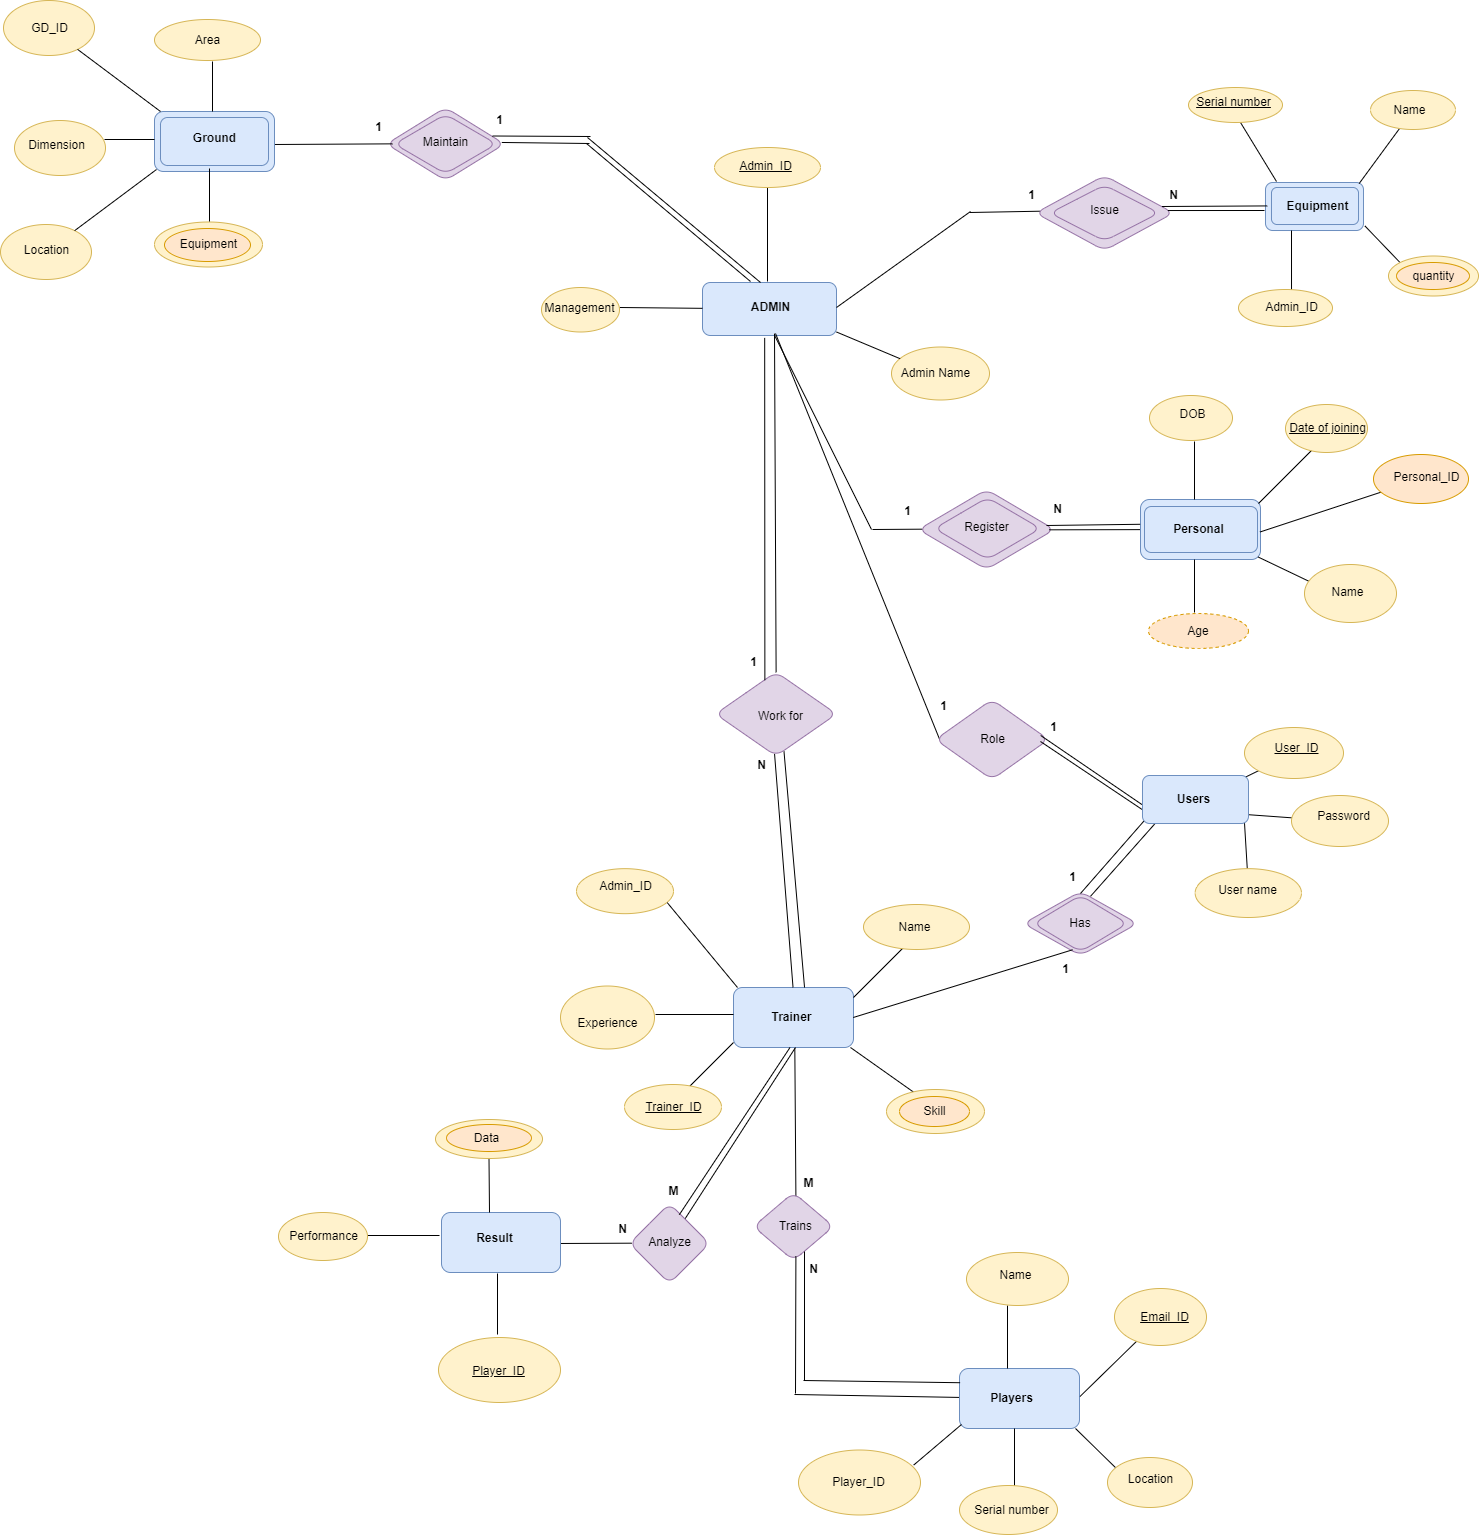 GD_ID
Area
Ground
Dimension
Location
Equipment
1
Maintain
1
Admin_ID
Management
ADMIN
Admin Name
1
Issue
N
Serial number
Name
Equipment
quantity
Admin_ID
DOB
Date of joining
Personal_ID
1
Register
N
Personal
Name
Age
1
Work for
N
1
Role
1
User_ID
Users
Password
User name
1
Has
1
Admin_ID
Name
Experience
Trainer
Trainer_ID
Skill
Data
M
N
Analyze
M
Trains
N
Performance
Result
Player_ID
Name
Email_ID
Players
Player_ID
Serial number
Location